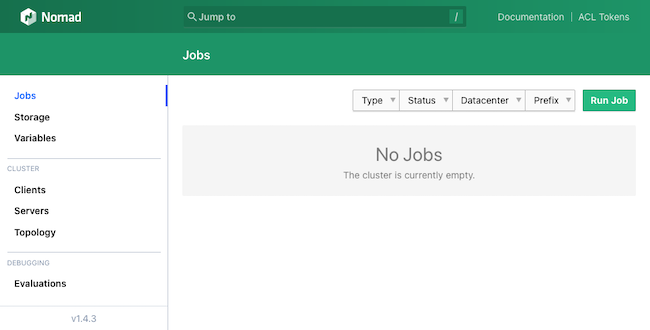 Nomad
Jump to /
Documentation ACL Tokens
Jobs
Jobs
Storage
Variables
CLUSTER
Clients
Servers
Topology
DEBUGGING
Evaluations
v1.4.3
Type Status Datacenter Prefix Run Job
No Jobs
The cluster is currently empty.